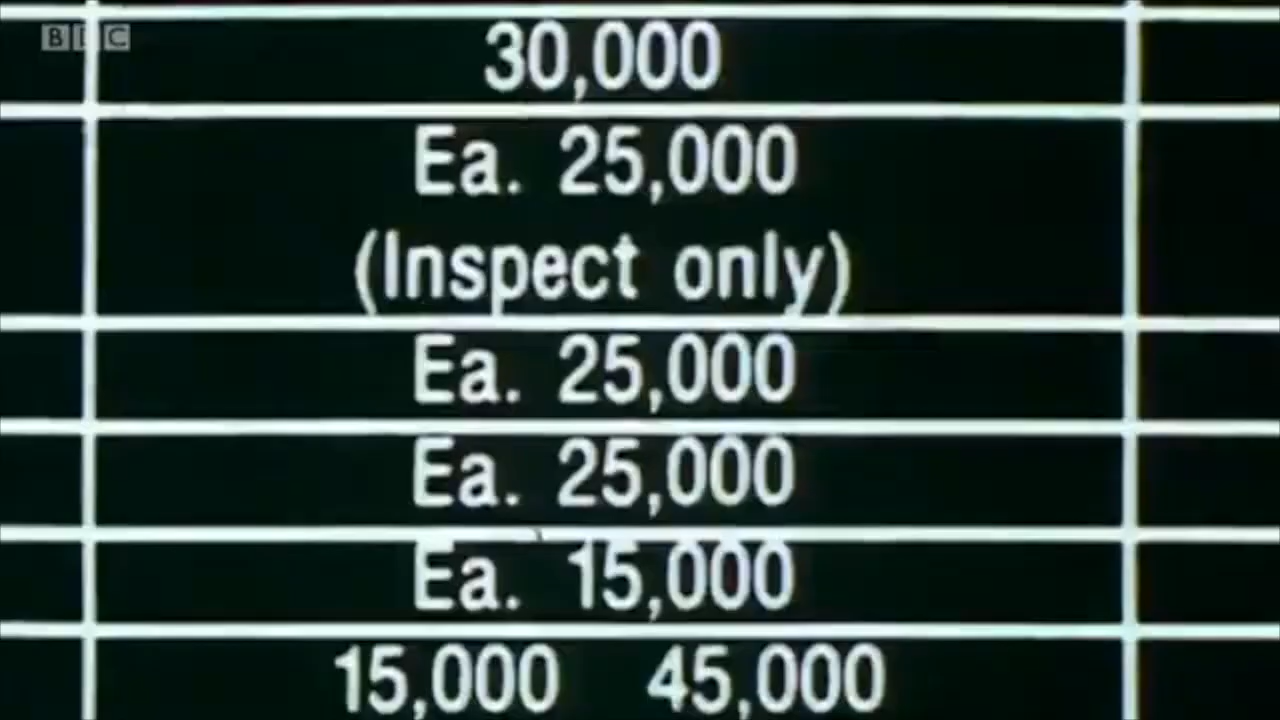 BBC
30,000
Ea. 25,000
(Inspect only)
Ea. 25,000
Ea. 25,000
Ea. 15,000
15,000 45,000